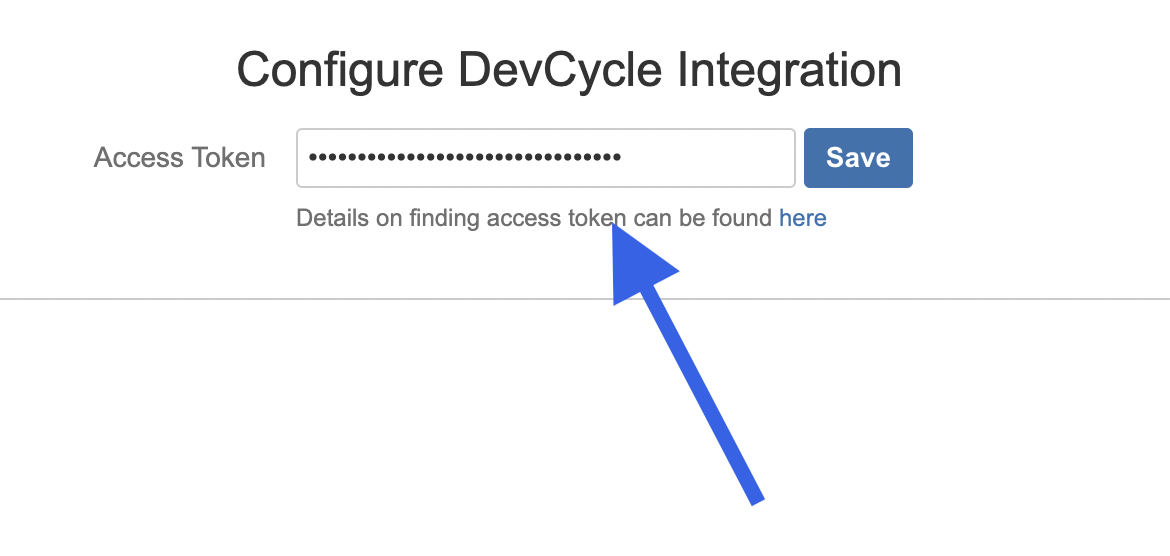 Configure DevCycle Integration
Access Token •••••••••••••••••••••••••••••••• Save
Details on finding access token can be found here